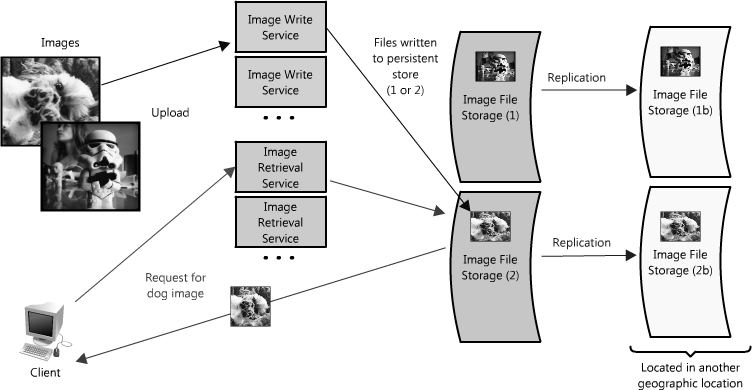 Images
Upload
Image Write
Service
Image Write
Service
• • •
Files written
to persistent
store
(1 or 2)
Image File
Storage (1)
Replication
Image File
Storage (1b)
Image
Retrieval
Service
Image
Retrieval
Service
• • •
Image File
Storage (2)
Replication
Image File
Storage (2b)
Request for
dog image
Client
Located in another
geographic location